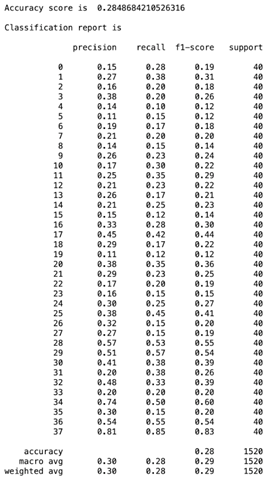 Accuracy score is  0.2848684210526316
Classification report is
precision recall f1-score support
0 0.15 0.28 0.19 40
1 0.27 0.38 0.31 40
2 0.16 0.20 0.18 40
3 0.38 0.20 0.26 40
4 0.14 0.10 0.12 40
5 0.11 0.15 0.12 40
6 0.19 0.17 0.18 40
7 0.21 0.20 0.20 40
8 0.14 0.15 0.14 40
9 0.26 0.23 0.24 40
10 0.17 0.30 0.22 40
11 0.25 0.35 0.29 40
12 0.21 0.23 0.22 40
13 0.26 0.17 0.21 40
14 0.21 0.25 0.23 40
15 0.15 0.12 0.14 40
16 0.33 0.28 0.30 40
17 0.45 0.42 0.44 40
18 0.29 0.17 0.22 40
19 0.11 0.12 0.12 40
20 0.38 0.35 0.36 40
21 0.29 0.23 0.25 40
22 0.17 0.20 0.19 40
23 0.16 0.15 0.15 40
24 0.30 0.25 0.27 40
25 0.38 0.45 0.41 40
26 0.32 0.15 0.20 40
27 0.27 0.15 0.19 40
28 0.57 0.53 0.55 40
29 0.51 0.57 0.54 40
30 0.41 0.38 0.39 40
31 0.20 0.38 0.26 40
32 0.48 0.33 0.39 40
33 0.20 0.20 0.20 40
34 0.74 0.50 0.60 40
35 0.30 0.15 0.20 40
36 0.54 0.55 0.54 40
37 0.81 0.85 0.83 40
accuracy 0.28 1520
macro avg 0.30 0.28 0.29 1520
weighted avg 0.30 0.28 0.29 1520